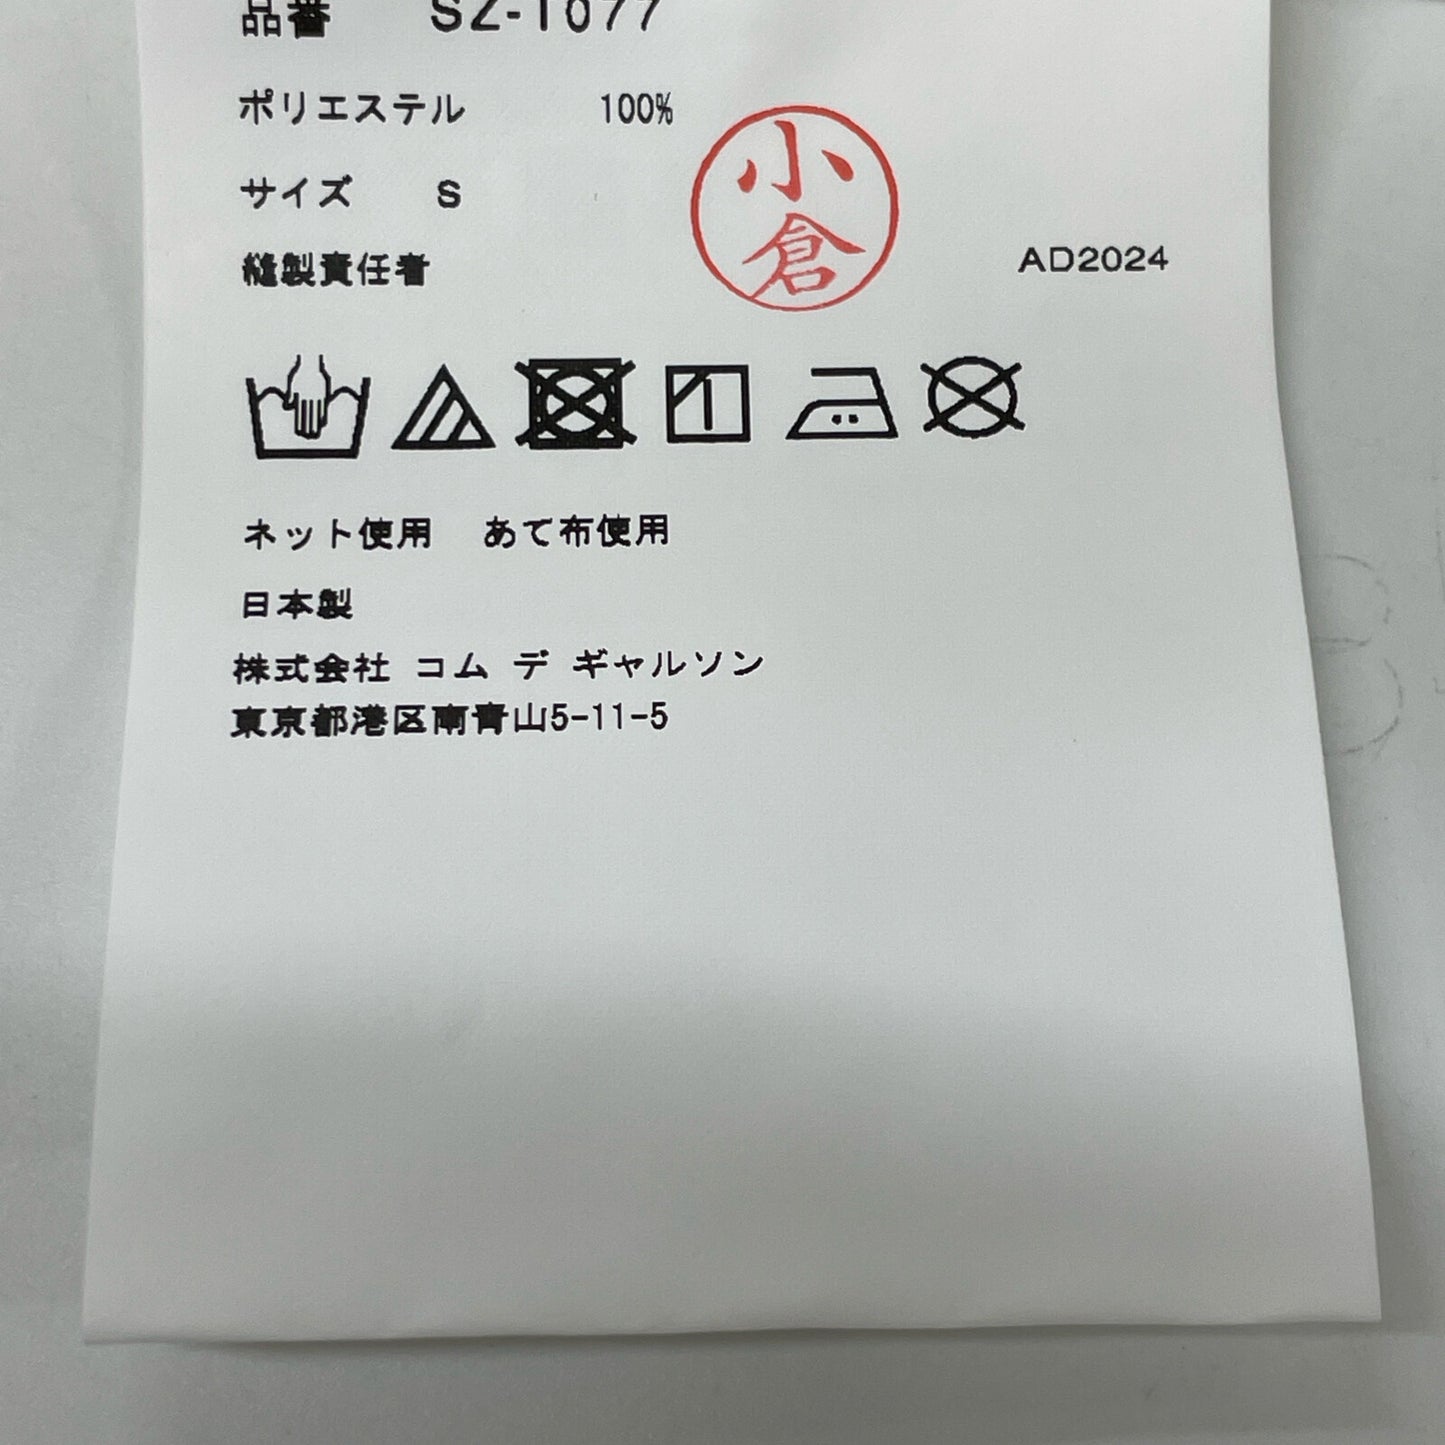 品番 SZ-T077
ポリエステル 100%
サイズ S
縫製責任者 小倉 AD2024
ネット使用 あて布使用
日本製
株式会社 コム デ ギャルソン
東京都港区南青山5-11-5